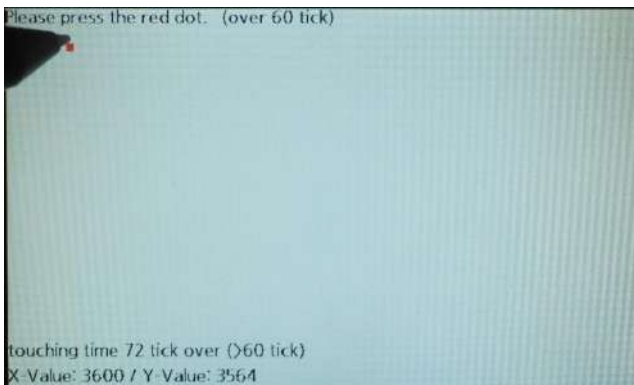 Please press the red dot. (over 60 tick)
touching time 72 tick over (>60 tick)
X-Value: 3600 / Y-Value: 3564